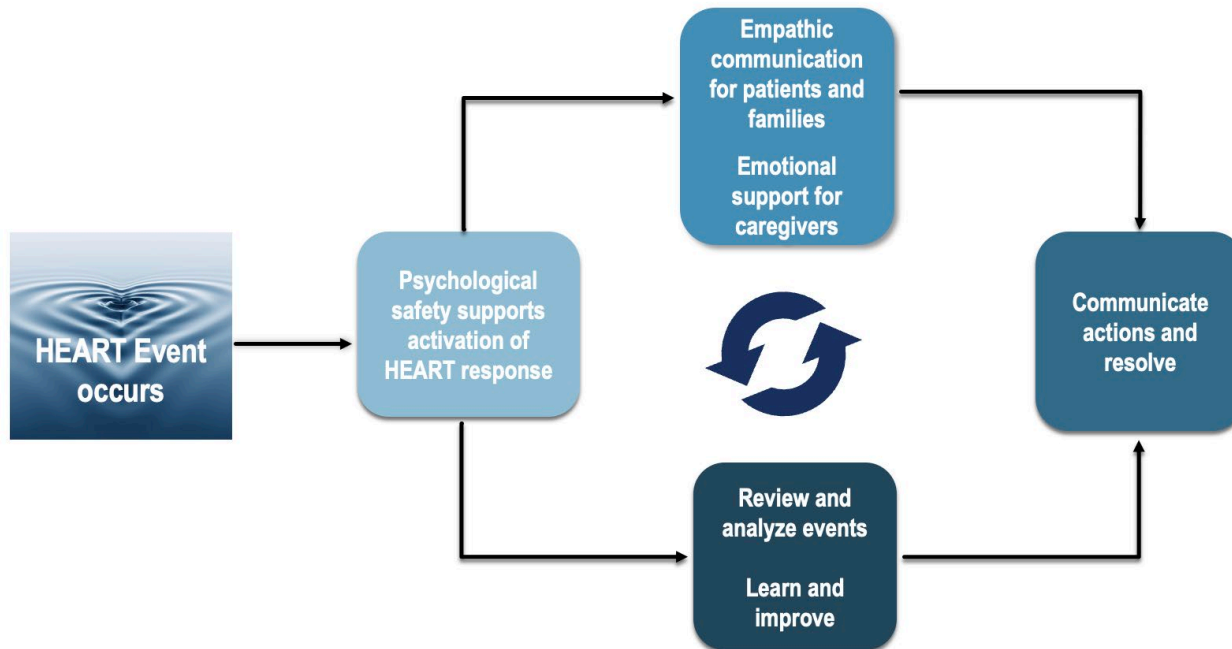 HEART Event
occurs
Psychological
safety supports
activation of
HEART response
Empathic
communication
for patients and
families
Emotional
support for
caregivers
Review and
analyze events
Learn and
improve
Communicate
actions and
resolve